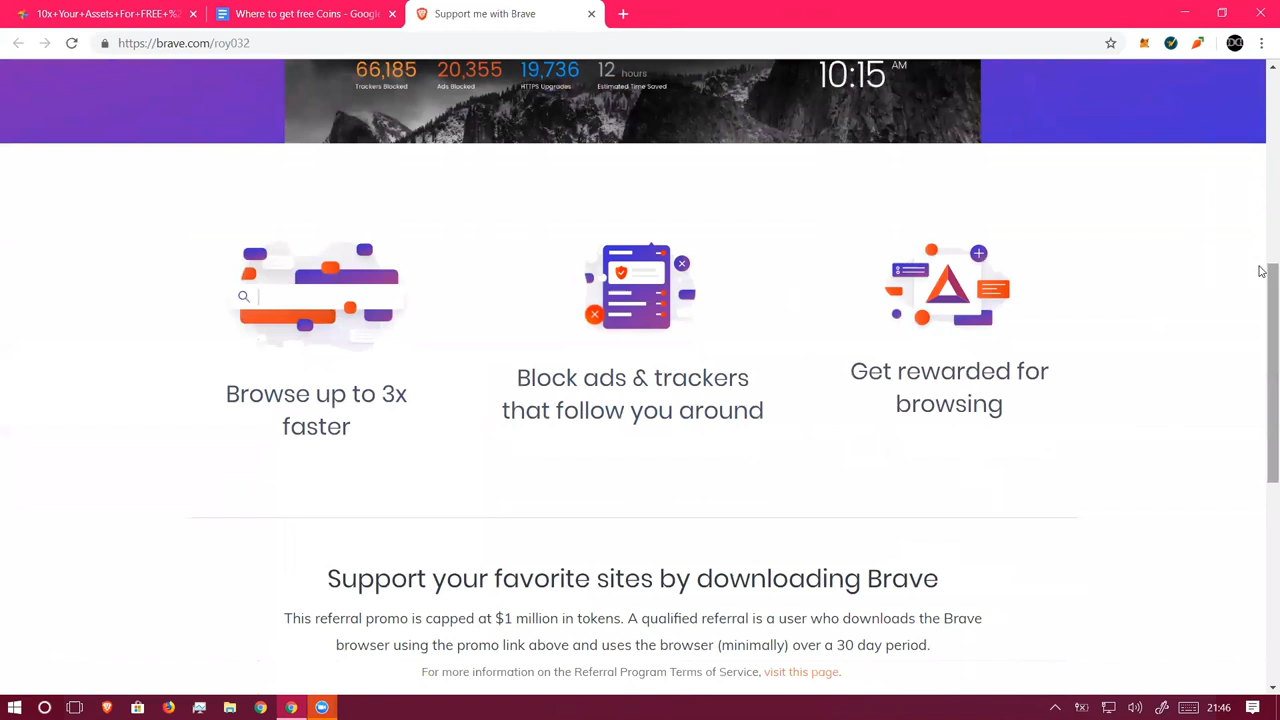 10x+Your+Assets+For+FREE+%
Where to get free Coins - Google
Support me with Brave
https://brave.com/roy032
66,185
20,355
19,736
12 hours
10:15 AM
Trackers Blocked
Ads Blocked
HTTPS Upgrades
Estimated Time Saved
Browse up to 3x
faster
Block ads & trackers
that follow you around
Get rewarded for
browsing
Support your favorite sites by downloading Brave
This referral promo is capped at $1 million in tokens. A qualified referral is a user who downloads the Brave
browser using the promo link above and uses the browser (minimally) over a 30 day period.
For more information on the Referral Program Terms of Service, visit this page.
21:46